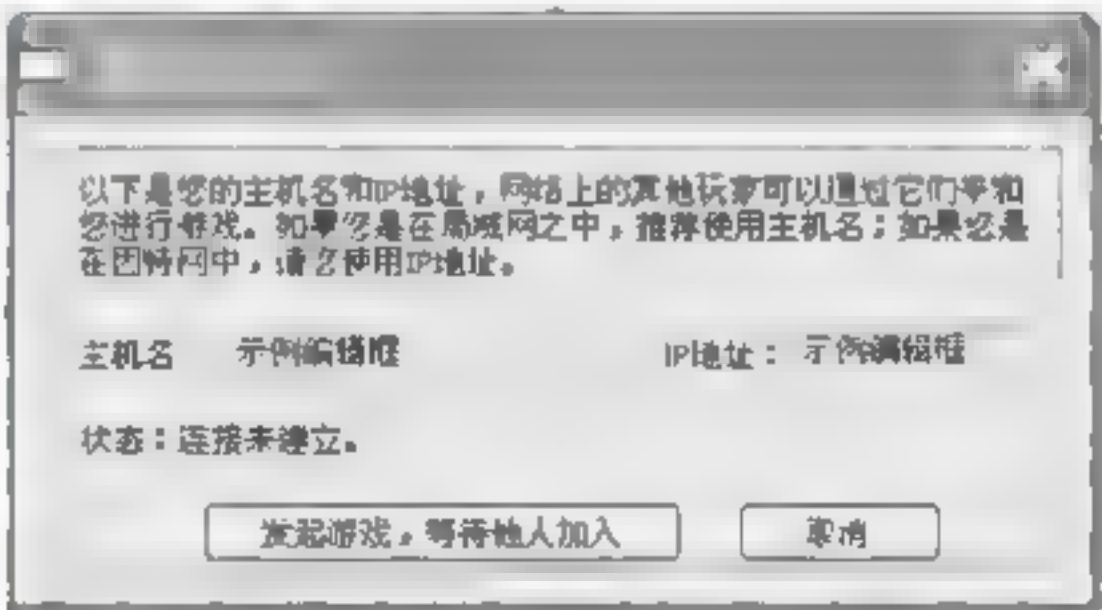 以下是您的主机名和IP地址，网络上的其他玩家可以通过它们等和
您进行游戏。如果您是在局域网之中，推荐使用主机名；如果您是
在因特网中，请您使用IP地址。
主机名 示例编辑框 IP地址： 示例编辑框
状态：连接未建立。
发起游戏，等待他人加入 取消